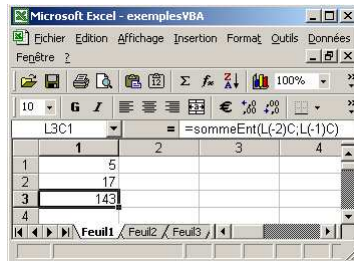 Microsoft Excel - exemplesVBA
Fichier Edition Affichage Insertion Format Outils Données
Fenêtre ?
Σ fx 100%
10 G I €
L3C1 = =sommeEnt(L(-2)C;L(-1)C)
1 2 3 4
1 5
2 17
3 143
4
Feuil1 Feuil2 Feuil3